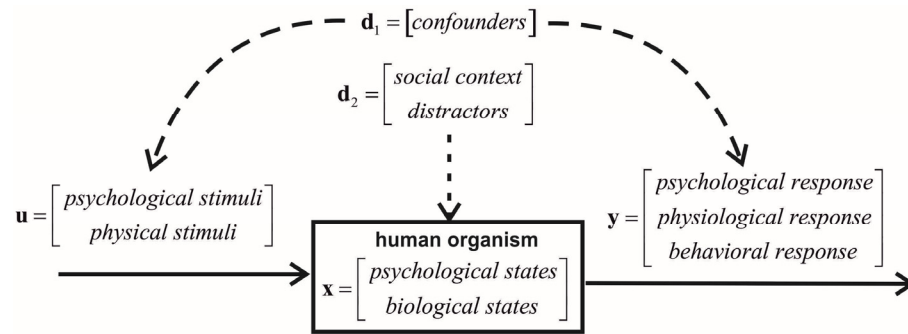 d₁ = [confounders]
d₂ = [social context
distractors]
u = [psychological stimuli
physical stimuli]
y = [psychological response
physiological response
behavioral response]
human organism
x = [psychological states
biological states]